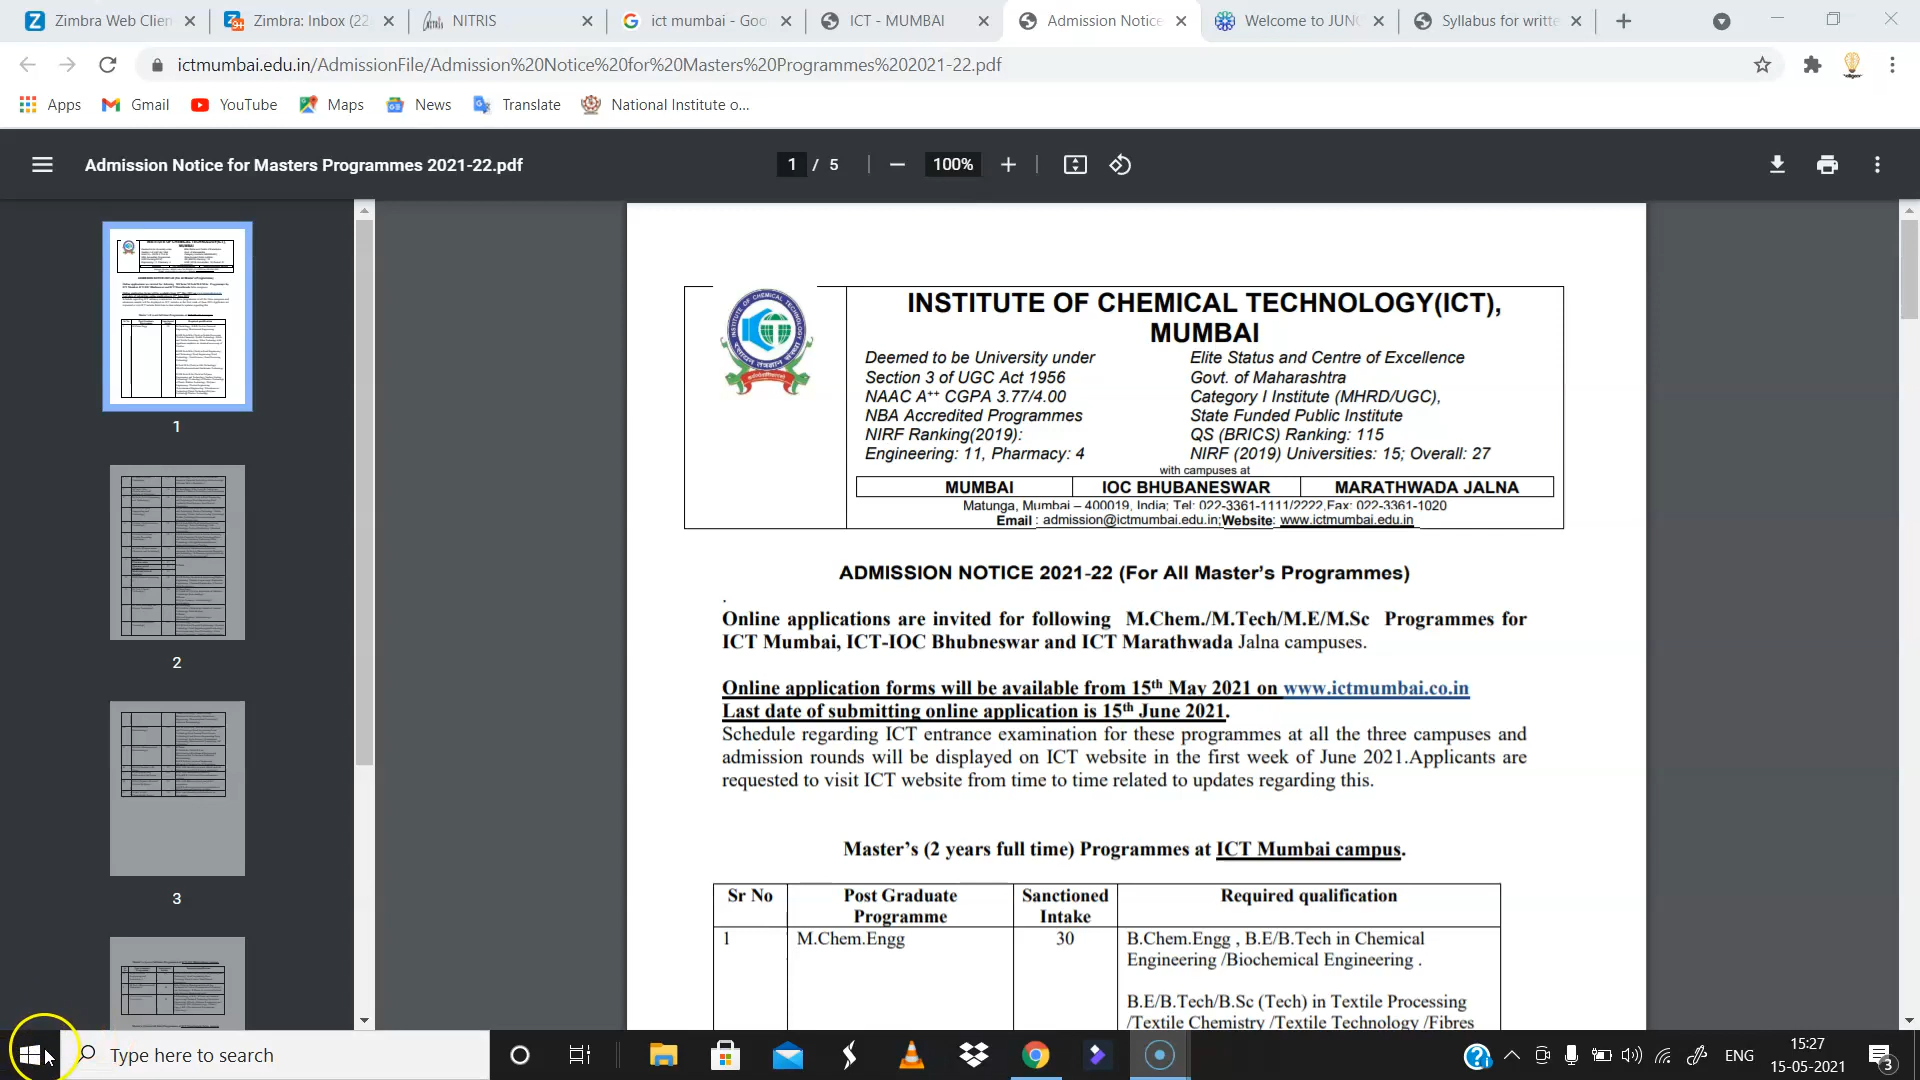 Zimbra Web Clien
Zimbra: Inbox (22
NITRIS
ict mumbai - Goo
ICT - MUMBAI
Admission Notice
Welcome to JUNO
Syllabus for writte
ictmumbai.edu.in/AdmissionFile/Admission%20Notice%20for%20Masters%20Programmes%202021-22.pdf
Apps Gmail YouTube Maps News Translate National Institute o...
Admission Notice for Masters Programmes 2021-22.pdf
1 / 5
100%
1
2
3
INSTITUTE OF CHEMICAL TECHNOLOGY(ICT),
MUMBAI
Deemed to be University under
Section 3 of UGC Act 1956
NAAC A++ CGPA 3.77/4.00
NBA Accredited Programmes
NIRF Ranking(2019):
Engineering: 11, Pharmacy: 4
Elite Status and Centre of Excellence
Govt. of Maharashtra
Category I Institute (MHRD/UGC),
State Funded Public Institute
QS (BRICS) Ranking: 115
NIRF (2019) Universities: 15; Overall: 27
with campuses at
MUMBAI IOC BHUBANESWAR MARATHWADA JALNA
Matunga, Mumbai – 400019, India; Tel: 022-3361-1111/2222,Fax: 022-3361-1020
Email : admission@ictmumbai.edu.in;Website: www.ictmumbai.edu.in
ADMISSION NOTICE 2021-22 (For All Master's Programmes)
.
Online applications are invited for following M.Chem./M.Tech/M.E/M.Sc Programmes for
ICT Mumbai, ICT-IOC Bhubneswar and ICT Marathwada Jalna campuses.
Online application forms will be available from 15th May 2021 on www.ictmumbai.co.in
Last date of submitting online application is 15th June 2021.
Schedule regarding ICT entrance examination for these programmes at all the three campuses and
admission rounds will be displayed on ICT website in the first week of June 2021.Applicants are
requested to visit ICT website from time to time related to updates regarding this.
Master's (2 years full time) Programmes at ICT Mumbai campus.
Sr No
Post Graduate
Programme
Sanctioned
Intake
Required qualification
1
M.Chem.Engg
30
B.Chem.Engg , B.E/B.Tech in Chemical
Engineering /Biochemical Engineering .
B.E/B.Tech/B.Sc (Tech) in Textile Processing
/Textile Chemistry /Textile Technology /Fibres
Type here to search
ENG
15:27
15-05-2021
3